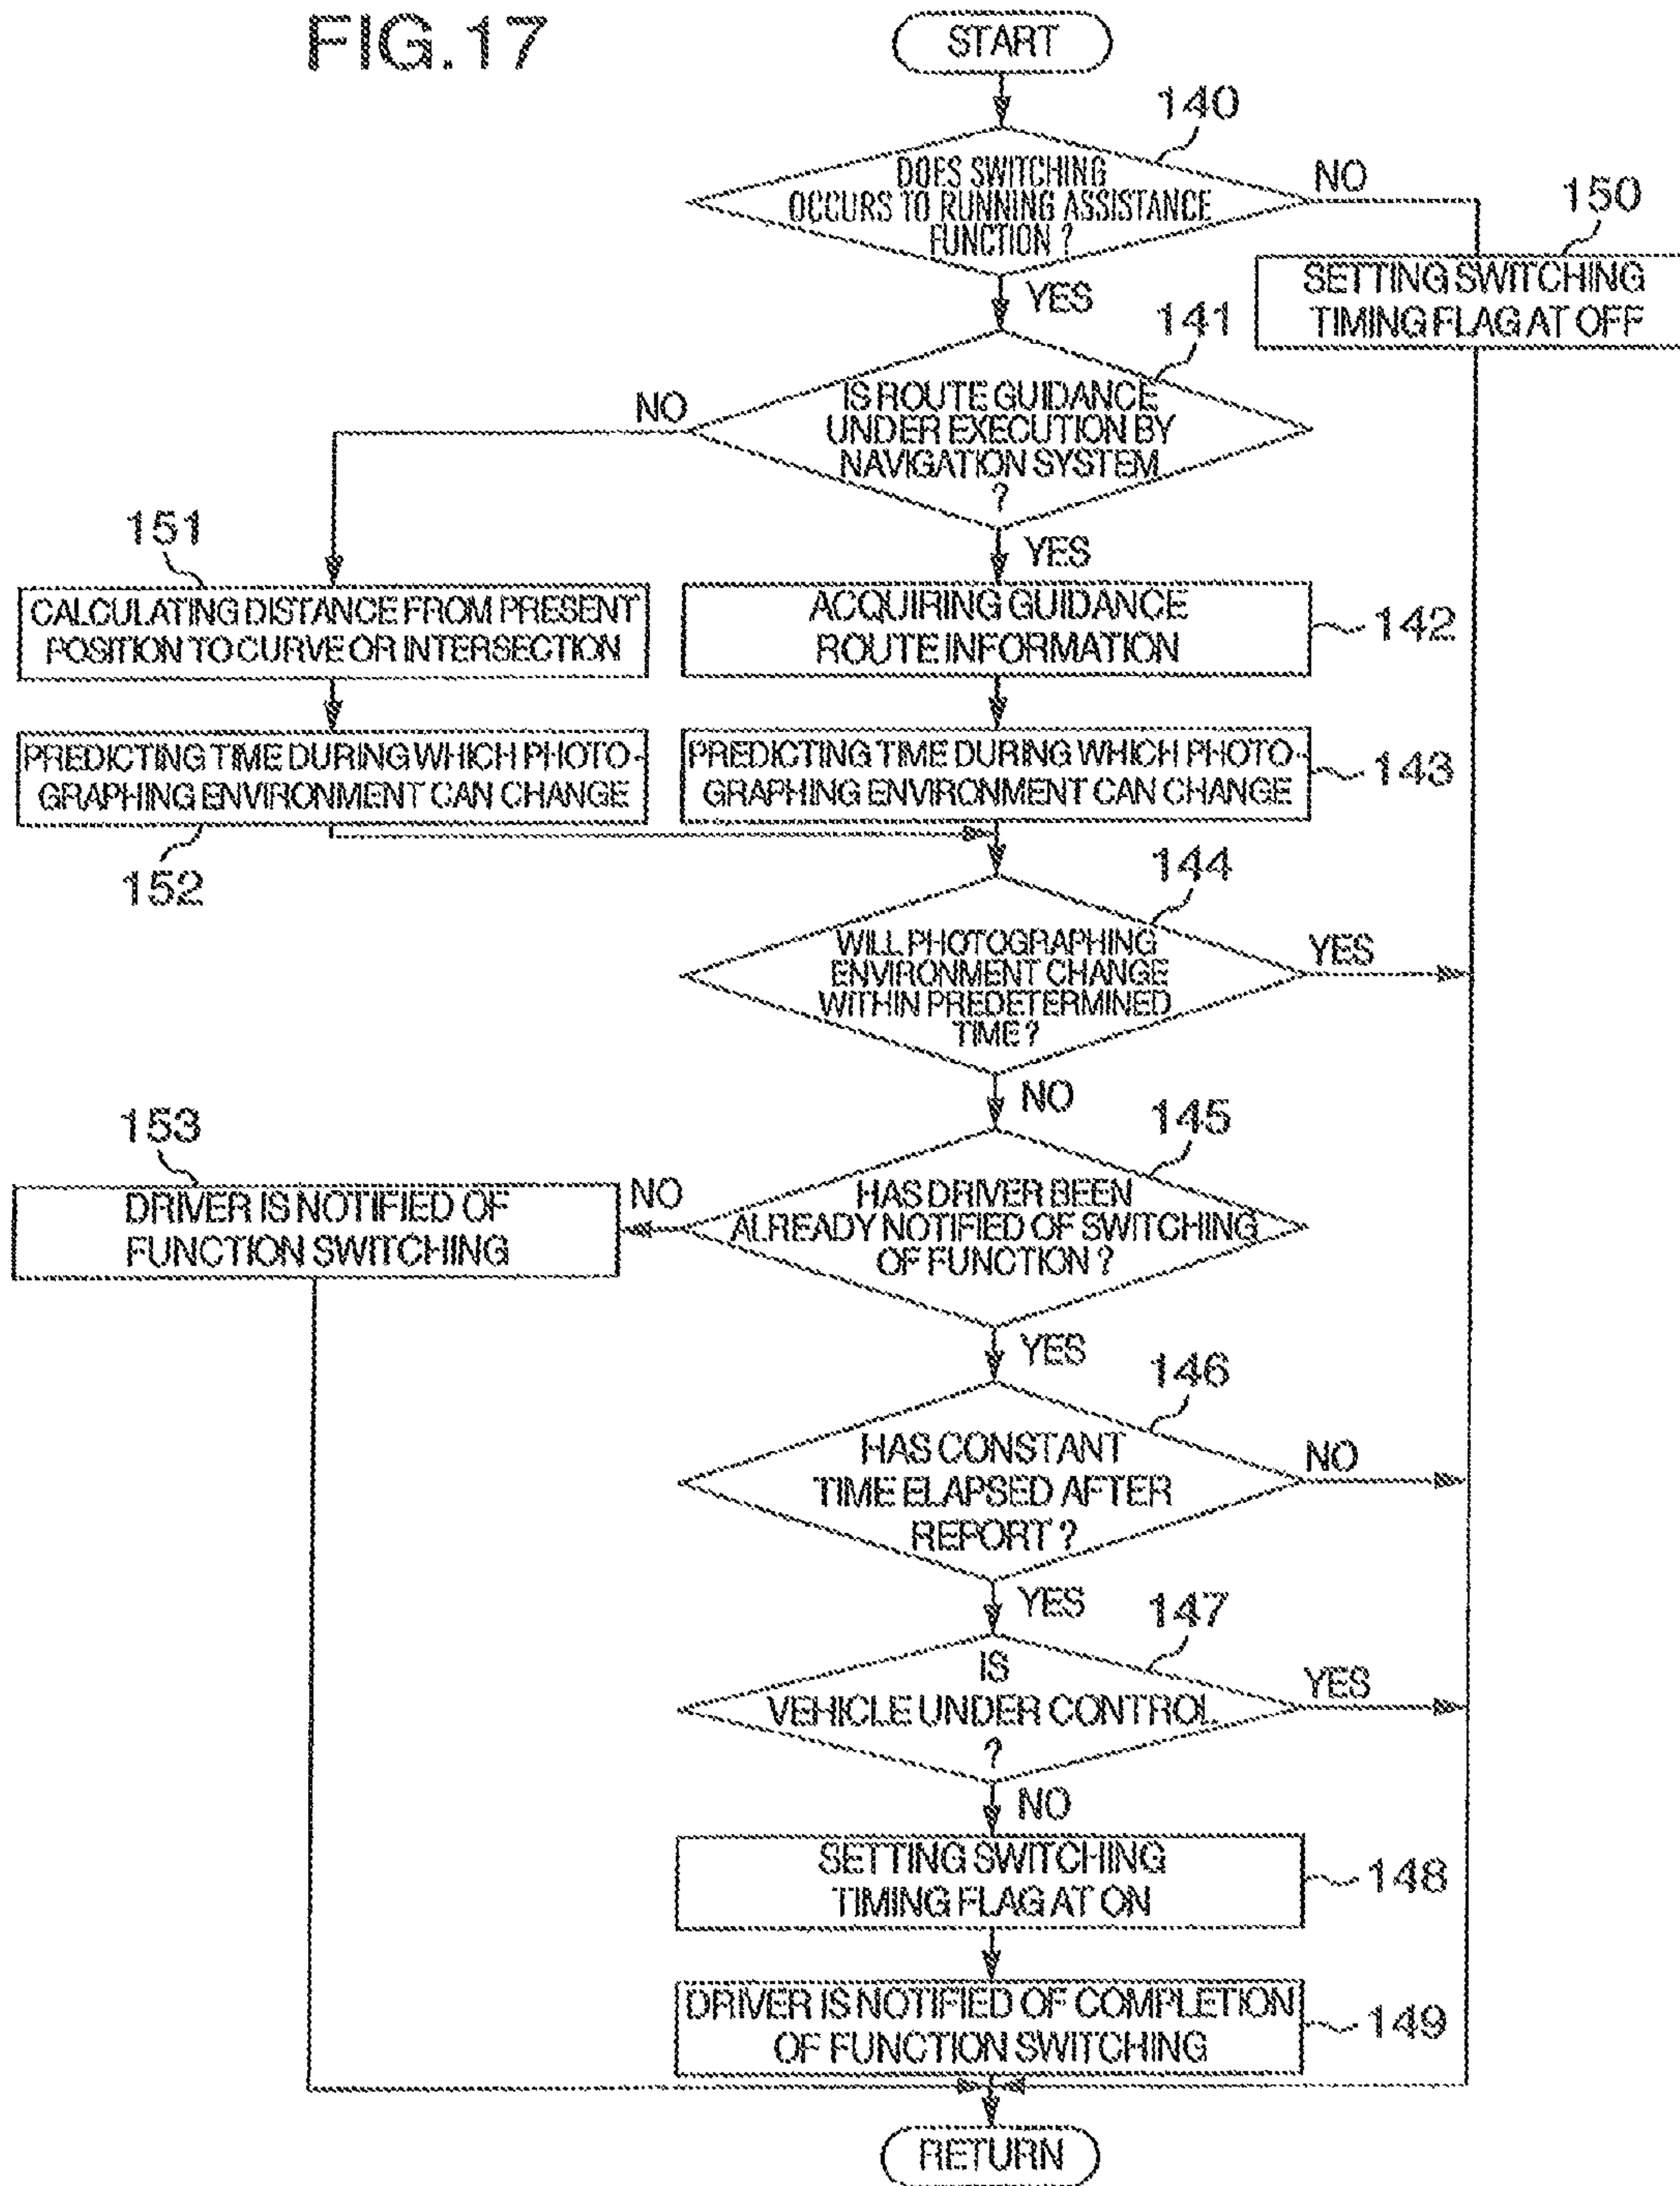 FIG.17
START
140
DOES SWITCHING
OCCURS TO RUNNING ASSISTANCE
FUNCTION ?
NO
150
SETTING SWITCHING
TIMING FLAG AT OFF
YES
141
IS ROUTE GUIDANCE
UNDER EXECUTION BY
NAVIGATION SYSTEM
?
NO
YES
151
CALCULATING DISTANCE FROM PRESENT
POSITION TO CURVE OR INTERSECTION
ACQUIRING GUIDANCE
ROUTE INFORMATION
142
PREDICTING TIME DURING WHICH PHOTO-
GRAPHING ENVIRONMENT CAN CHANGE
152
PREDICTING TIME DURING WHICH PHOTO-
GRAPHING ENVIRONMENT CAN CHANGE
143
144
WILL PHOTOGRAPHING
ENVIRONMENT CHANGE
WITHIN PREDETERMINED
TIME ?
YES
NO
145
HAS DRIVER BEEN
ALREADY NOTIFIED OF SWITCHING
OF FUNCTION ?
NO
153
DRIVER IS NOTIFIED OF
FUNCTION SWITCHING
YES
146
HAS CONSTANT
TIME ELAPSED AFTER
REPORT ?
NO
YES
147
IS
VEHICLE UNDER CONTROL
?
YES
NO
SETTING SWITCHING
TIMING FLAG AT ON
148
DRIVER IS NOTIFIED OF COMPLETION
OF FUNCTION SWITCHING
149
RETURN